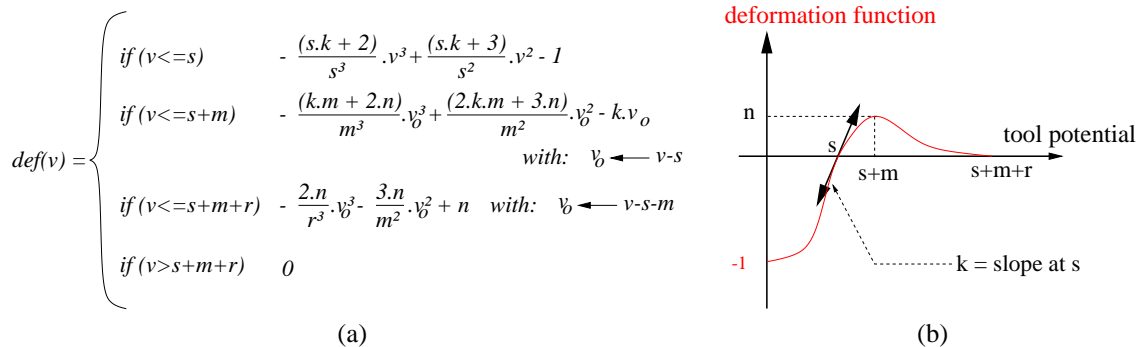 def(v) =
if (v<=s) - (s.k + 2)/s³ .v³ + (s.k + 3)/s² .v² - 1
if (v<=s+m) - (k.m + 2.n)/m³ .v₀³ + (2.k.m + 3.n)/m² .v₀² - k.v₀
with: v₀ ← v-s
if (v<=s+m+r) - 2.n/r³ .v₀³ - 3.n/m² .v₀² + n with: v₀ ← v-s-m
if (v>s+m+r) 0
(a)
deformation function
n
tool potential
s
s+m
s+m+r
-1
k = slope at s
(b)